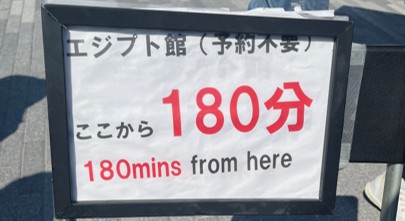 エジプト館（予約不要）
ここから 180分
180mins from here